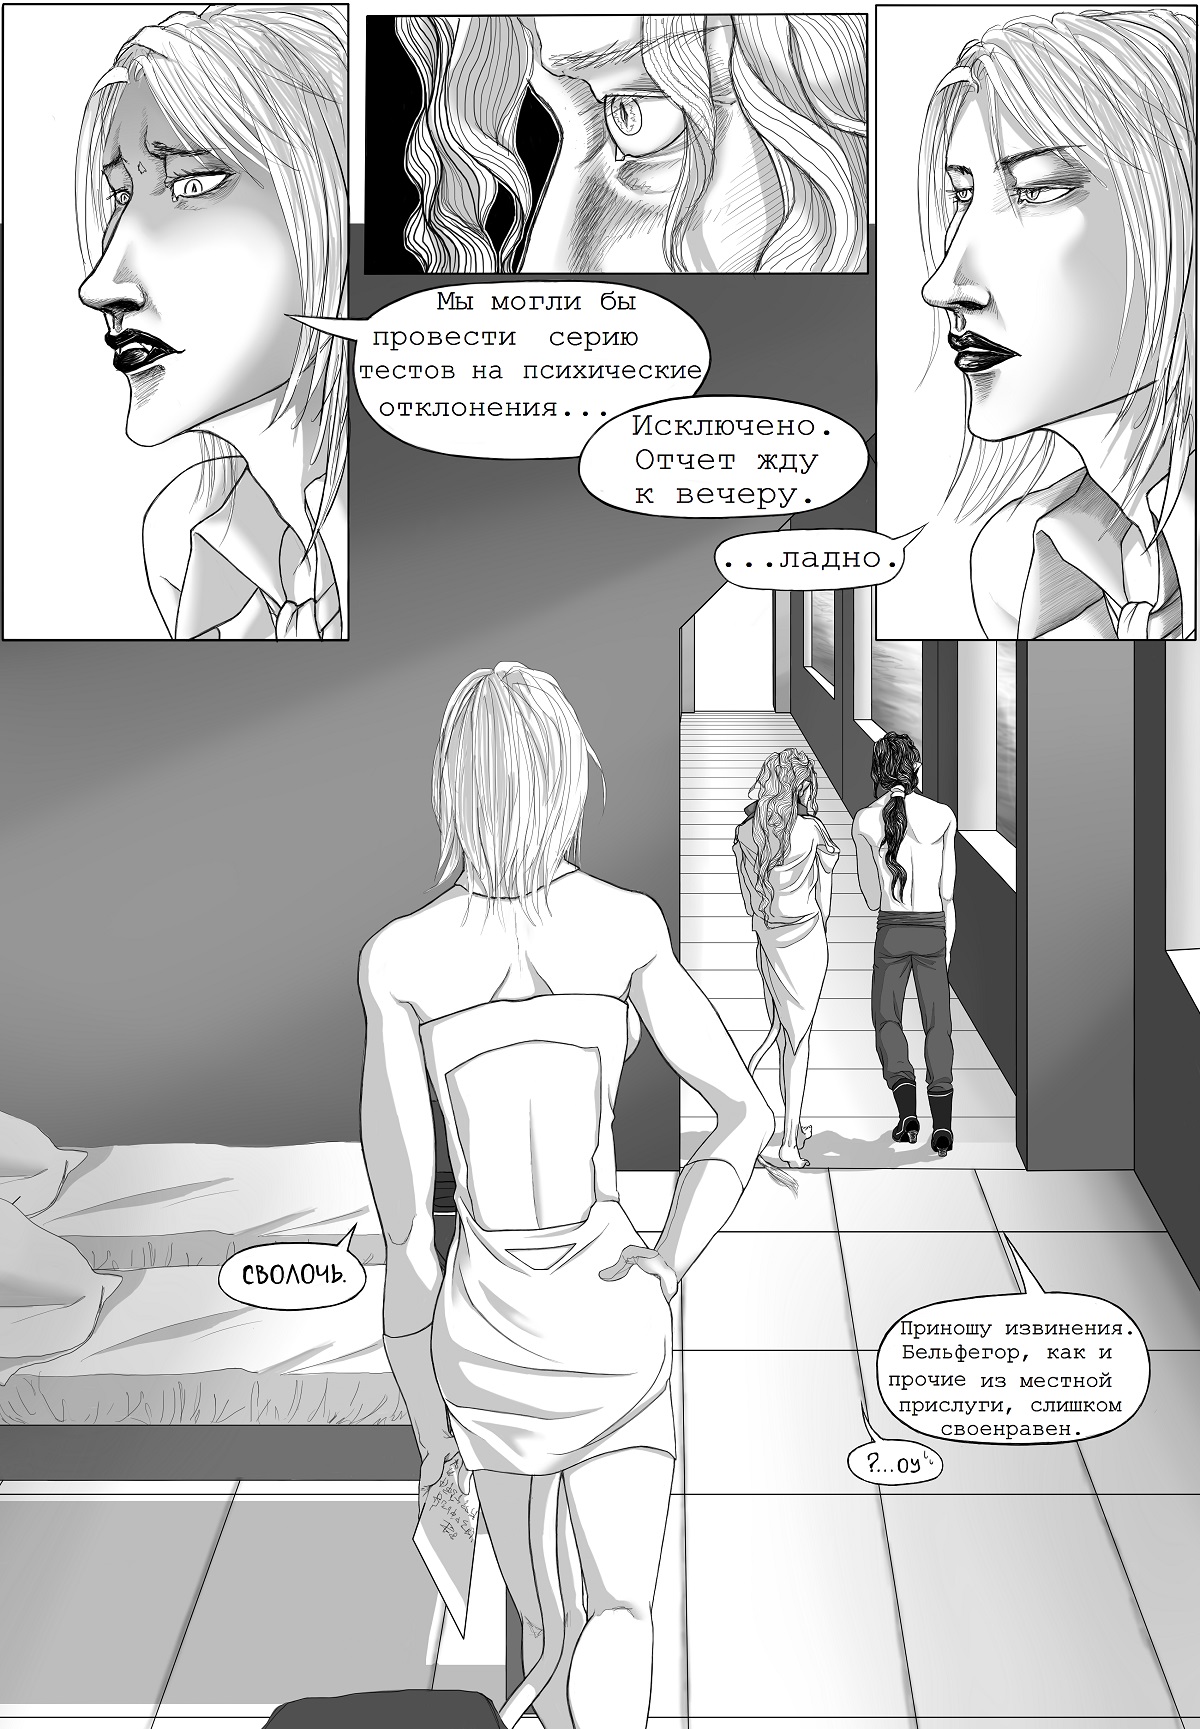 Мы могли бы
провести серию
тестов на психические
отклонения...
Исключено.
Отчет жду
к вечеру.
...ладно.
сволочь.
Приношу извинения.
Бельфегор, как и
прочие из местной
прислуги, слишком
своенравен.
?...оу